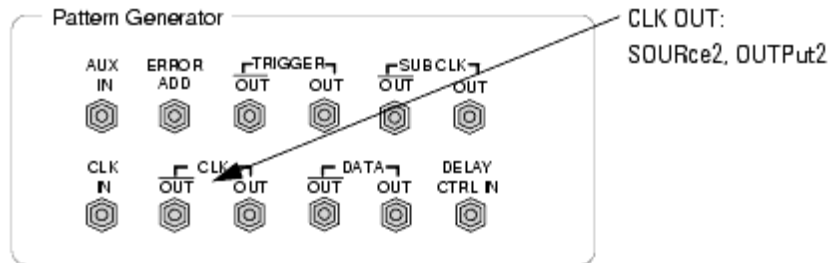 Pattern Generator
CLK OUT:
SOURce2, OUTPut2
AUX IN
ERROR ADD
TRIGGER
OUT OUT
SUBCLK
OUT OUT
CLK IN
CLK
OUT OUT
DATA
OUT OUT
DELAY CTRL IN